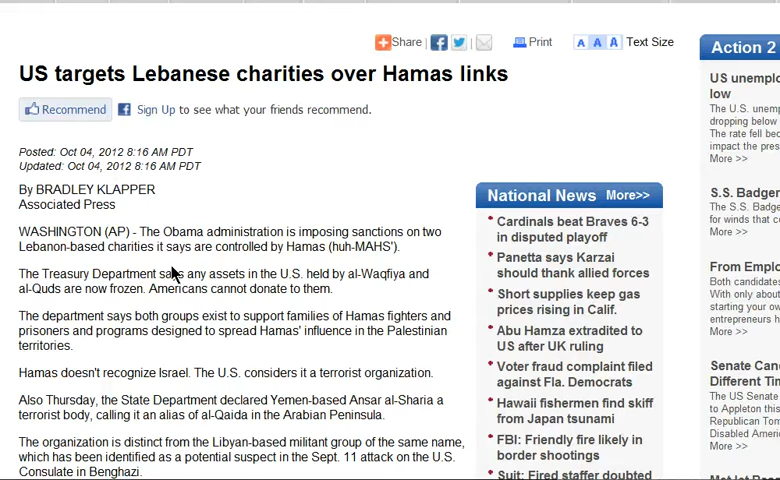 Share
Print
A A A Text Size
US targets Lebanese charities over Hamas links
Recommend
Sign Up to see what your friends recommend.
Posted: Oct 04, 2012 8:16 AM PDT
Updated: Oct 04, 2012 8:16 AM PDT
By BRADLEY KLAPPER
Associated Press
WASHINGTON (AP) - The Obama administration is imposing sanctions on two
Lebanon-based charities it says are controlled by Hamas (huh-MAHS').
The Treasury Department says any assets in the U.S. held by al-Waqfiya and
al-Quds are now frozen. Americans cannot donate to them.
The department says both groups exist to support families of Hamas fighters and
prisoners and programs designed to spread Hamas' influence in the Palestinian
territories.
Hamas doesn't recognize Israel. The U.S. considers it a terrorist organization.
Also Thursday, the State Department declared Yemen-based Ansar al-Sharia a
terrorist body, calling it an alias of al-Qaida in the Arabian Peninsula.
The organization is distinct from the Libyan-based militant group of the same name,
which has been identified as a potential suspect in the Sept. 11 attack on the U.S.
Consulate in Benghazi.
National News More>>
Cardinals beat Braves 6-3
in disputed playoff
Panetta says Karzai
should thank allied forces
Short supplies keep gas
prices rising in Calif.
Abu Hamza extradited to
US after UK ruling
Voter fraud complaint filed
against Fla. Democrats
Hawaii fishermen find skiff
from Japan tsunami
FBI: Friendly fire likely in
border shootings
Suit: Fired staffer doubted
Action 2
US unemplo
low
The U.S. unemp
dropping below
The rate fell bec
impact the pres
More >>
S.S. Badger
The S.S. Badge
for winds that c
More >>
From Emplo
Both candidates
With only about
starting your ow
entrepreneurs h
More >>
Senate Can
Different Tim
The US Senate
to Appleton this
Republican Tom
Disabled Ameri
More >>